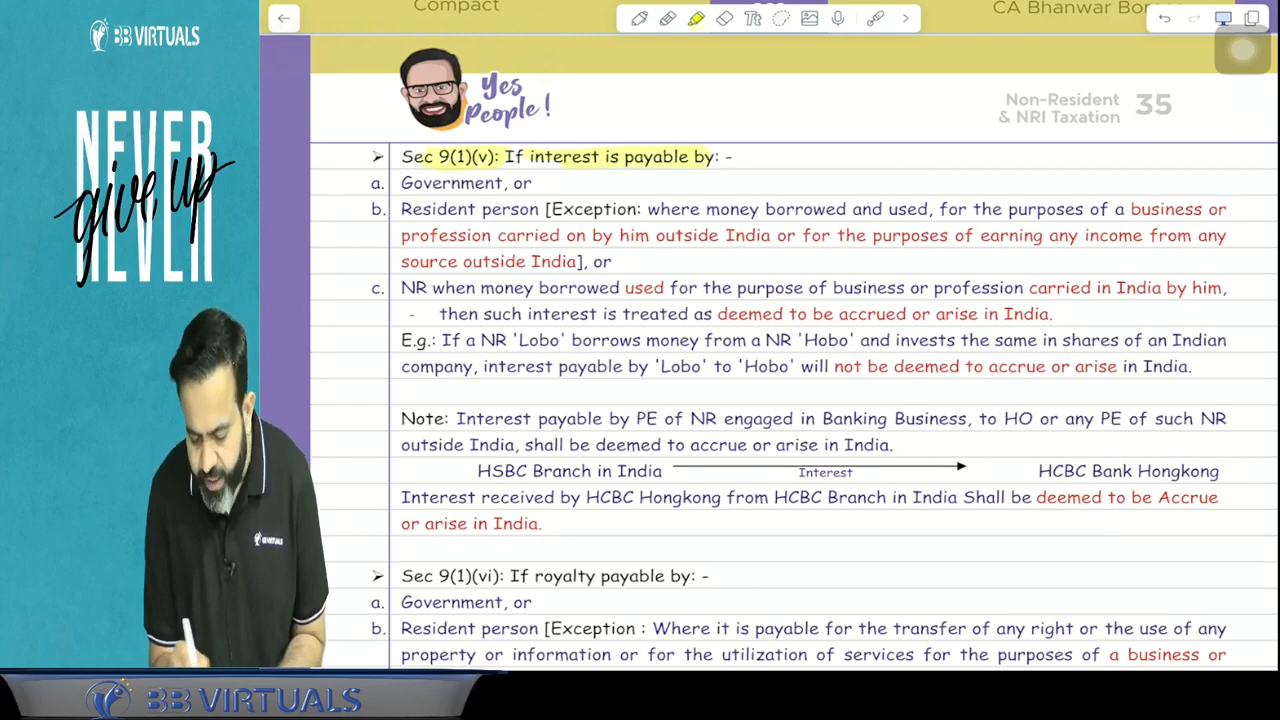 Compact
CA Bhanwar Bor
BB VIRTUALS
NEVER
give up
NEVER
Yes
People !
Non-Resident
& NRI Taxation 35
➢ Sec 9(1)(v): If interest is payable by: -
a. Government, or
b. Resident person [Exception: where money borrowed and used, for the purposes of a business or
profession carried on by him outside India or for the purposes of earning any income from any
source outside India], or
c. NR when money borrowed used for the purpose of business or profession carried in India by him,
- then such interest is treated as deemed to be accrued or arise in India.
E.g.: If a NR 'Lobo' borrows money from a NR 'Hobo' and invests the same in shares of an Indian
company, interest payable by 'Lobo' to 'Hobo' will not be deemed to accrue or arise in India.
Note: Interest payable by PE of NR engaged in Banking Business, to HO or any PE of such NR
outside India, shall be deemed to accrue or arise in India.
HSBC Branch in India Interest HCBC Bank Hongkong
Interest received by HCBC Hongkong from HCBC Branch in India Shall be deemed to be Accrue
or arise in India.
➢ Sec 9(1)(vi): If royalty payable by: -
a. Government, or
b. Resident person [Exception : Where it is payable for the transfer of any right or the use of any
property or information or for the utilization of services for the purposes of a business or
BB VIRTUALS
BB VIRTUALS